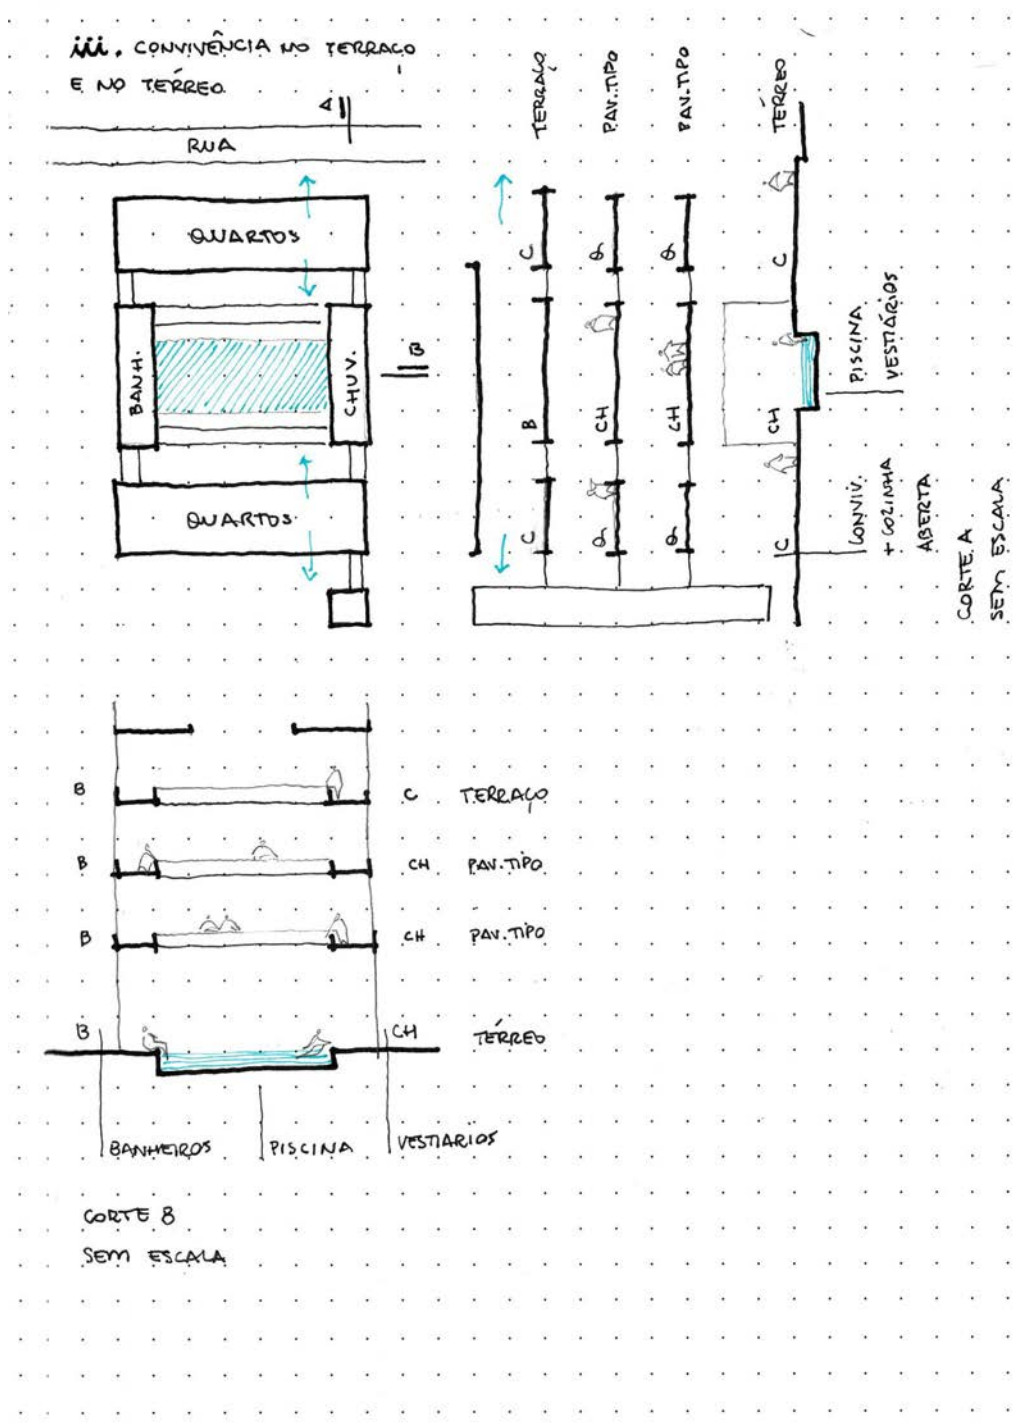 iii. CONVIVÊNCIA NO TERRAÇO
E NO TÉRREO
A
RUA
QUARTOS
BANH.
CHUV.
B
QUARTOS
TERRAÇO
PAV. TIPO
PAV. TIPO
TÉRREO
C
Q
Q
C
B
CH
CH
CH
C
Q
Q
C
PISCINA
VESTIÁRIOS
CONVIV.
+ COZINHA
ABERTA
CORTE A
SEM ESCALA
B
C
TERRAÇO
B
CH
PAV. TIPO
B
CH
PAV. TIPO
B
CH
TÉRREO
BANHEIROS
PISCINA
VESTIARIOS
CORTE B
SEM ESCALA